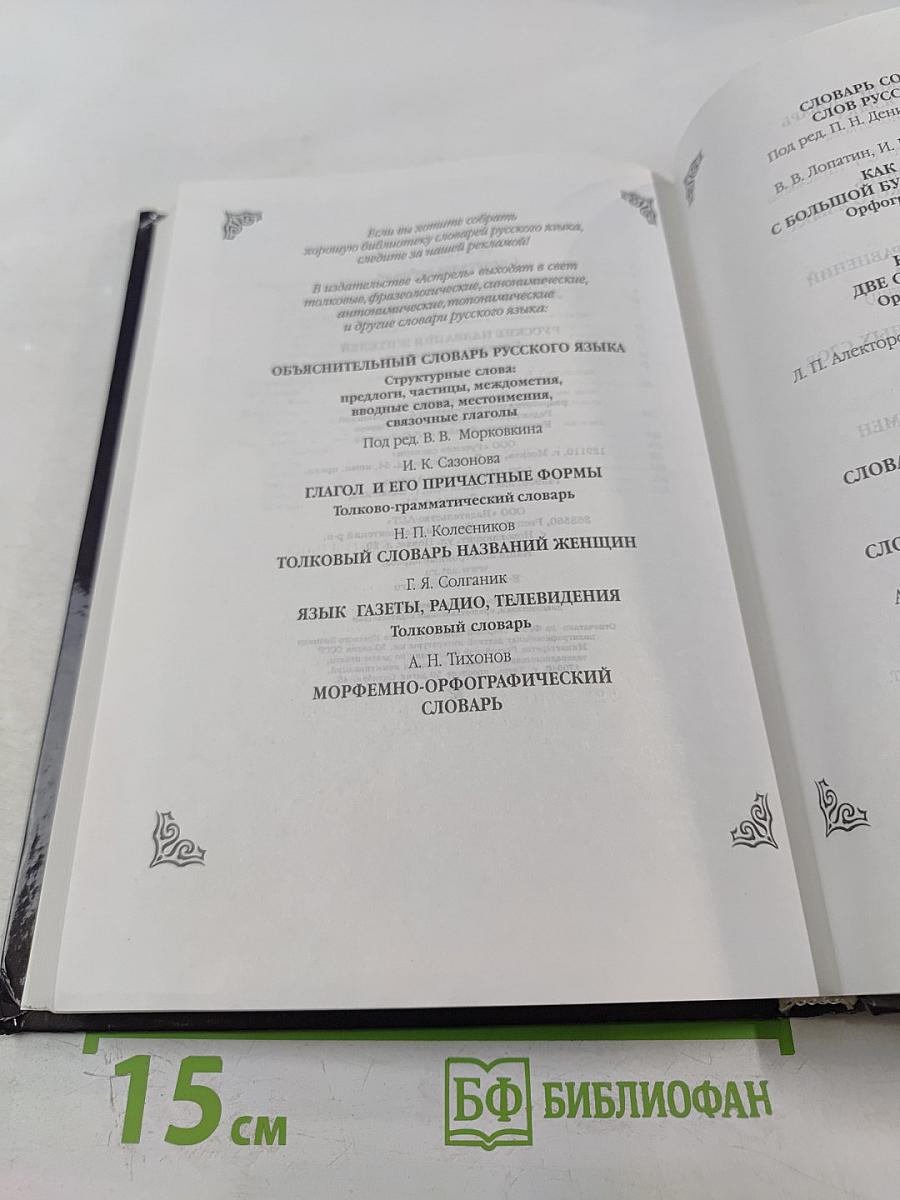 Если вы хотите собрать
хорошую библиотеку словарей русского языка,
следите за нашей рекламой!
В издательстве «Астрель» выходят в свет
толковые, фразеологические, синонимические,
антонимические, топонимические
и другие словари русского языка:
ОБЪЯСНИТЕЛЬНЫЙ СЛОВАРЬ РУССКОГО ЯЗЫКА
Структурные слова:
предлоги, частицы, междометия,
вводные слова, местоимения,
связочные глаголы
Под ред. В. В. Морковкина
И. К. Сазонова
ГЛАГОЛ И ЕГО ПРИЧАСТНЫЕ ФОРМЫ
Толково-грамматический словарь
Н. П. Колесников
ТОЛКОВЫЙ СЛОВАРЬ НАЗВАНИЙ ЖЕНЩИН
Г. Я. Солганик
ЯЗЫК ГАЗЕТЫ, РАДИО, ТЕЛЕВИДЕНИЯ
Толковый словарь
А. Н. Тихонов
МОРФЕМНО-ОРФОГРАФИЧЕСКИЙ
СЛОВАРЬ
СЛОВАРЬ СО
СЛОВ РУСС
Под ред. П. Н. Дени
В. В. Лопатин, И.
КАК
С БОЛЬШОЙ БУ
Орфогр
ДВЕ С
Ор
Л. П. Алекторо
СЛОВА
СЛО
15 см
БФ БИБЛИОФАН